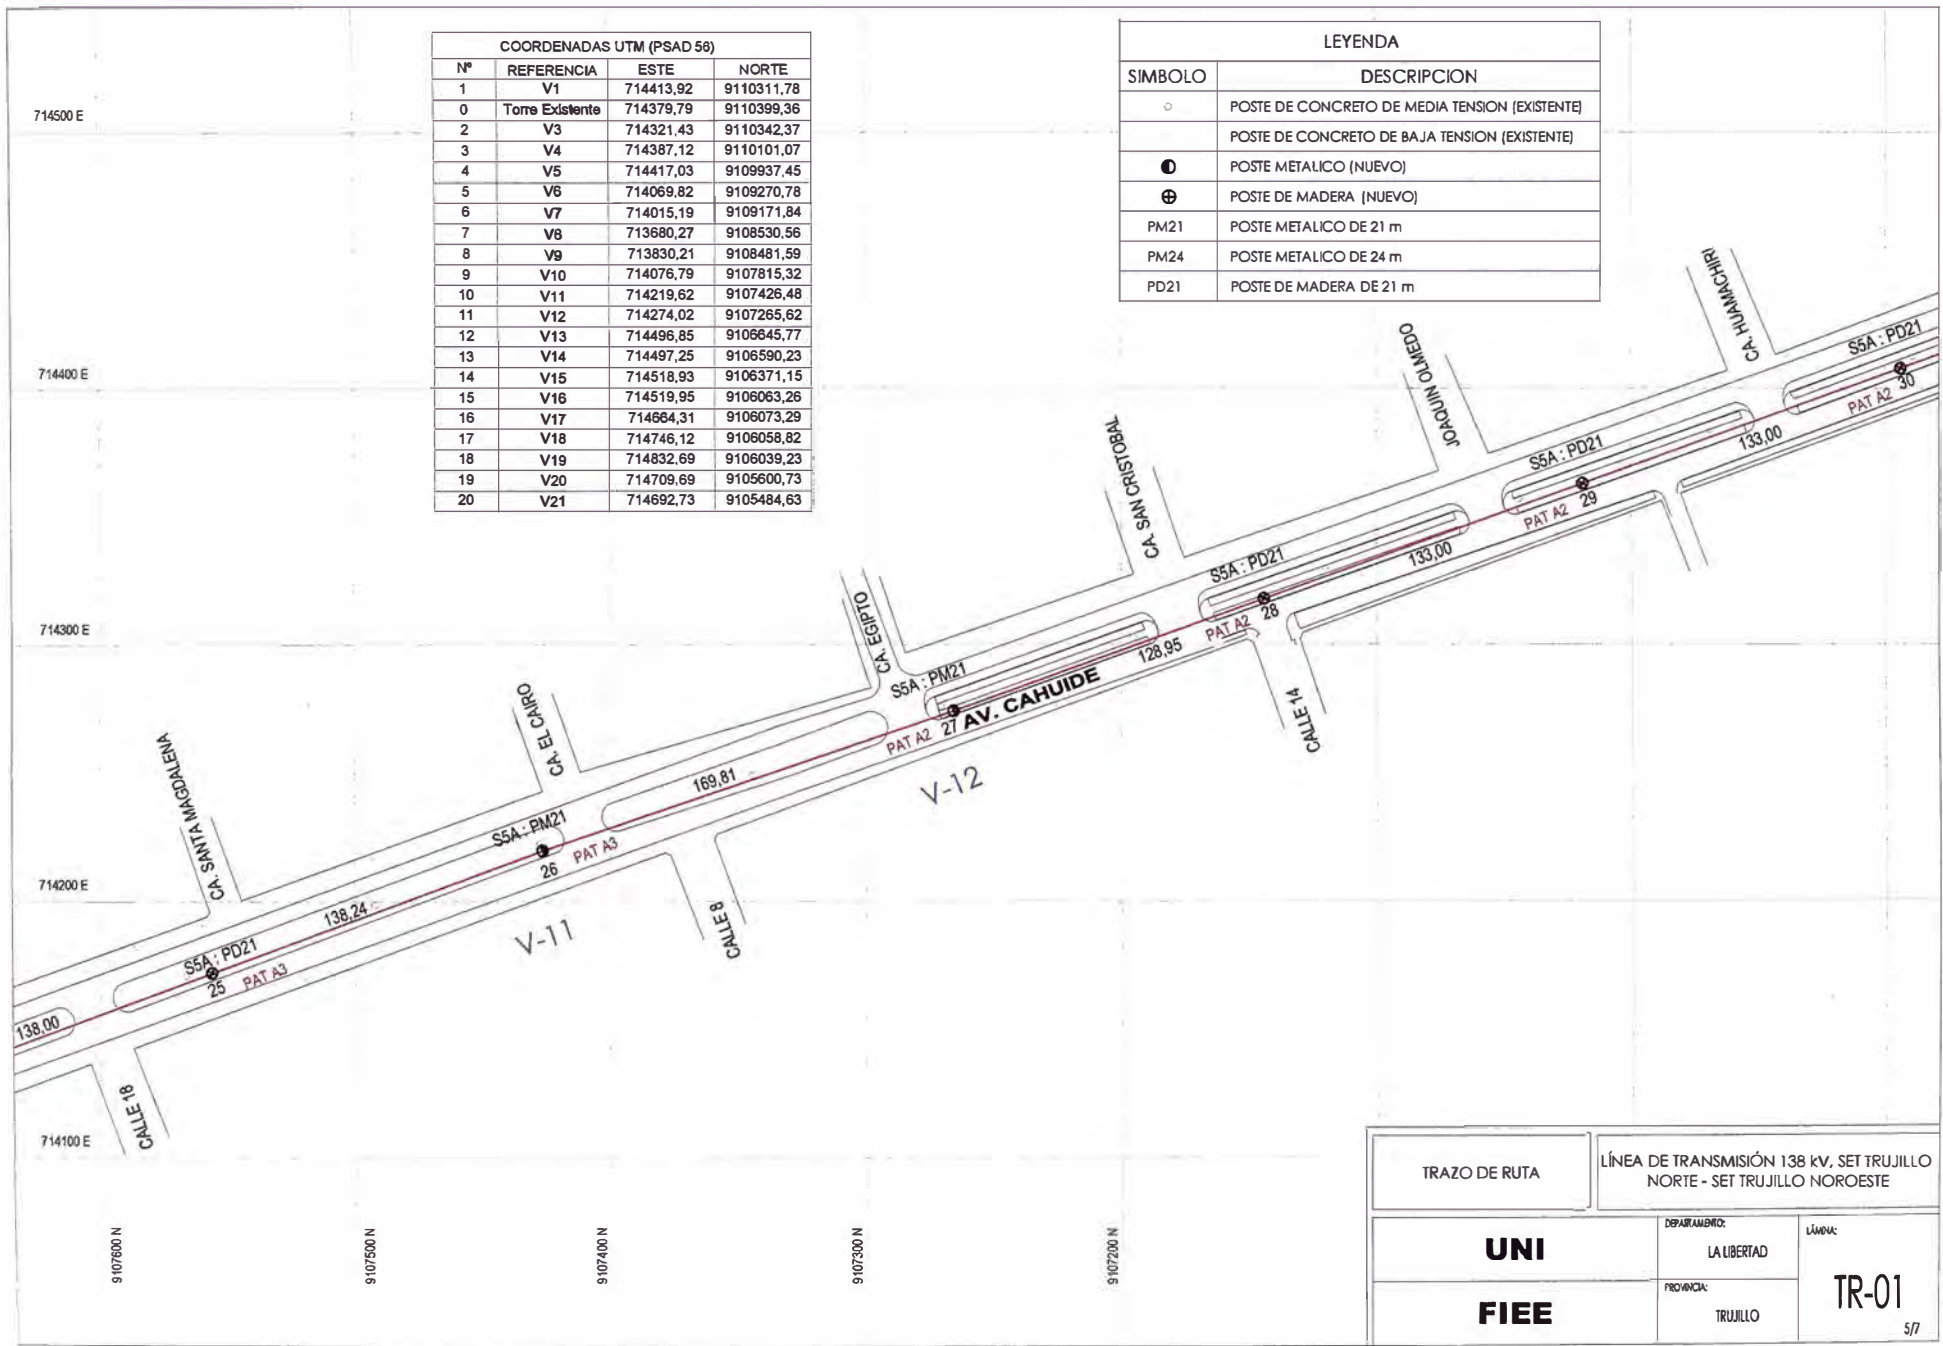 COORDENADAS UTM (PSAD 56)
Nº REFERENCIA ESTE NORTE
1 V1 714413,92 9110311,78
0 Torre Existente 714379,79 9110399,36
2 V3 714321,43 9110342,37
3 V4 714387,12 9110101,07
4 V5 714417,03 9109937,45
5 V6 714069,82 9109270,78
6 V7 714015,19 9109171,84
7 V8 713680,27 9108530,56
8 V9 713830,21 9108481,59
9 V10 714076,79 9107815,32
10 V11 714219,62 9107426,48
11 V12 714274,02 9107265,62
12 V13 714496,85 9106645,77
13 V14 714497,25 9106590,23
14 V15 714518,93 9106371,15
15 V16 714519,95 9106063,26
16 V17 714664,31 9106073,29
17 V18 714746,12 9106058,82
18 V19 714832,69 9106039,23
19 V20 714709,69 9105600,73
20 V21 714692,73 9105484,63
LEYENDA
SIMBOLO DESCRIPCION
POSTE DE CONCRETO DE MEDIA TENSION (EXISTENTE)
POSTE DE CONCRETO DE BAJA TENSION (EXISTENTE)
POSTE METALICO (NUEVO)
POSTE DE MADERA (NUEVO)
PM21 POSTE METALICO DE 21 m
PM24 POSTE METALICO DE 24 m
PD21 POSTE DE MADERA DE 21 m
714500 E
714400 E
714300 E
714200 E
714100 E
138,00
CALLE 18
CA. SANTA MAGDALENA
S5A : PD21
25
PAT A3
138,24
CA. EL CAIRO
S5A : PM21
26
PAT A3
V-11
CALLE 8
169,81
CA. EGIPTO
S5A : PM21
PAT A2
27
AV. CAHUIDE
V-12
128,95
CA. SAN CRISTOBAL
S5A : PD21
PAT A2
28
CALLE 14
133,00
JOAQUIN OLMEDO
S5A : PD21
PAT A2
29
133,00
CA. HUAMACHIRI
S5A : PD21
PAT A2
30
9107600 N
9107500 N
9107400 N
9107300 N
9107200 N
TRAZO DE RUTA
LÍNEA DE TRANSMISIÓN 138 kV, SET TRUJILLO
NORTE - SET TRUJILLO NOROESTE
UNI
FIEE
DEPARTAMENTO:
LA LIBERTAD
PROVINCIA:
TRUJILLO
LÁMINA:
TR-01
5/7